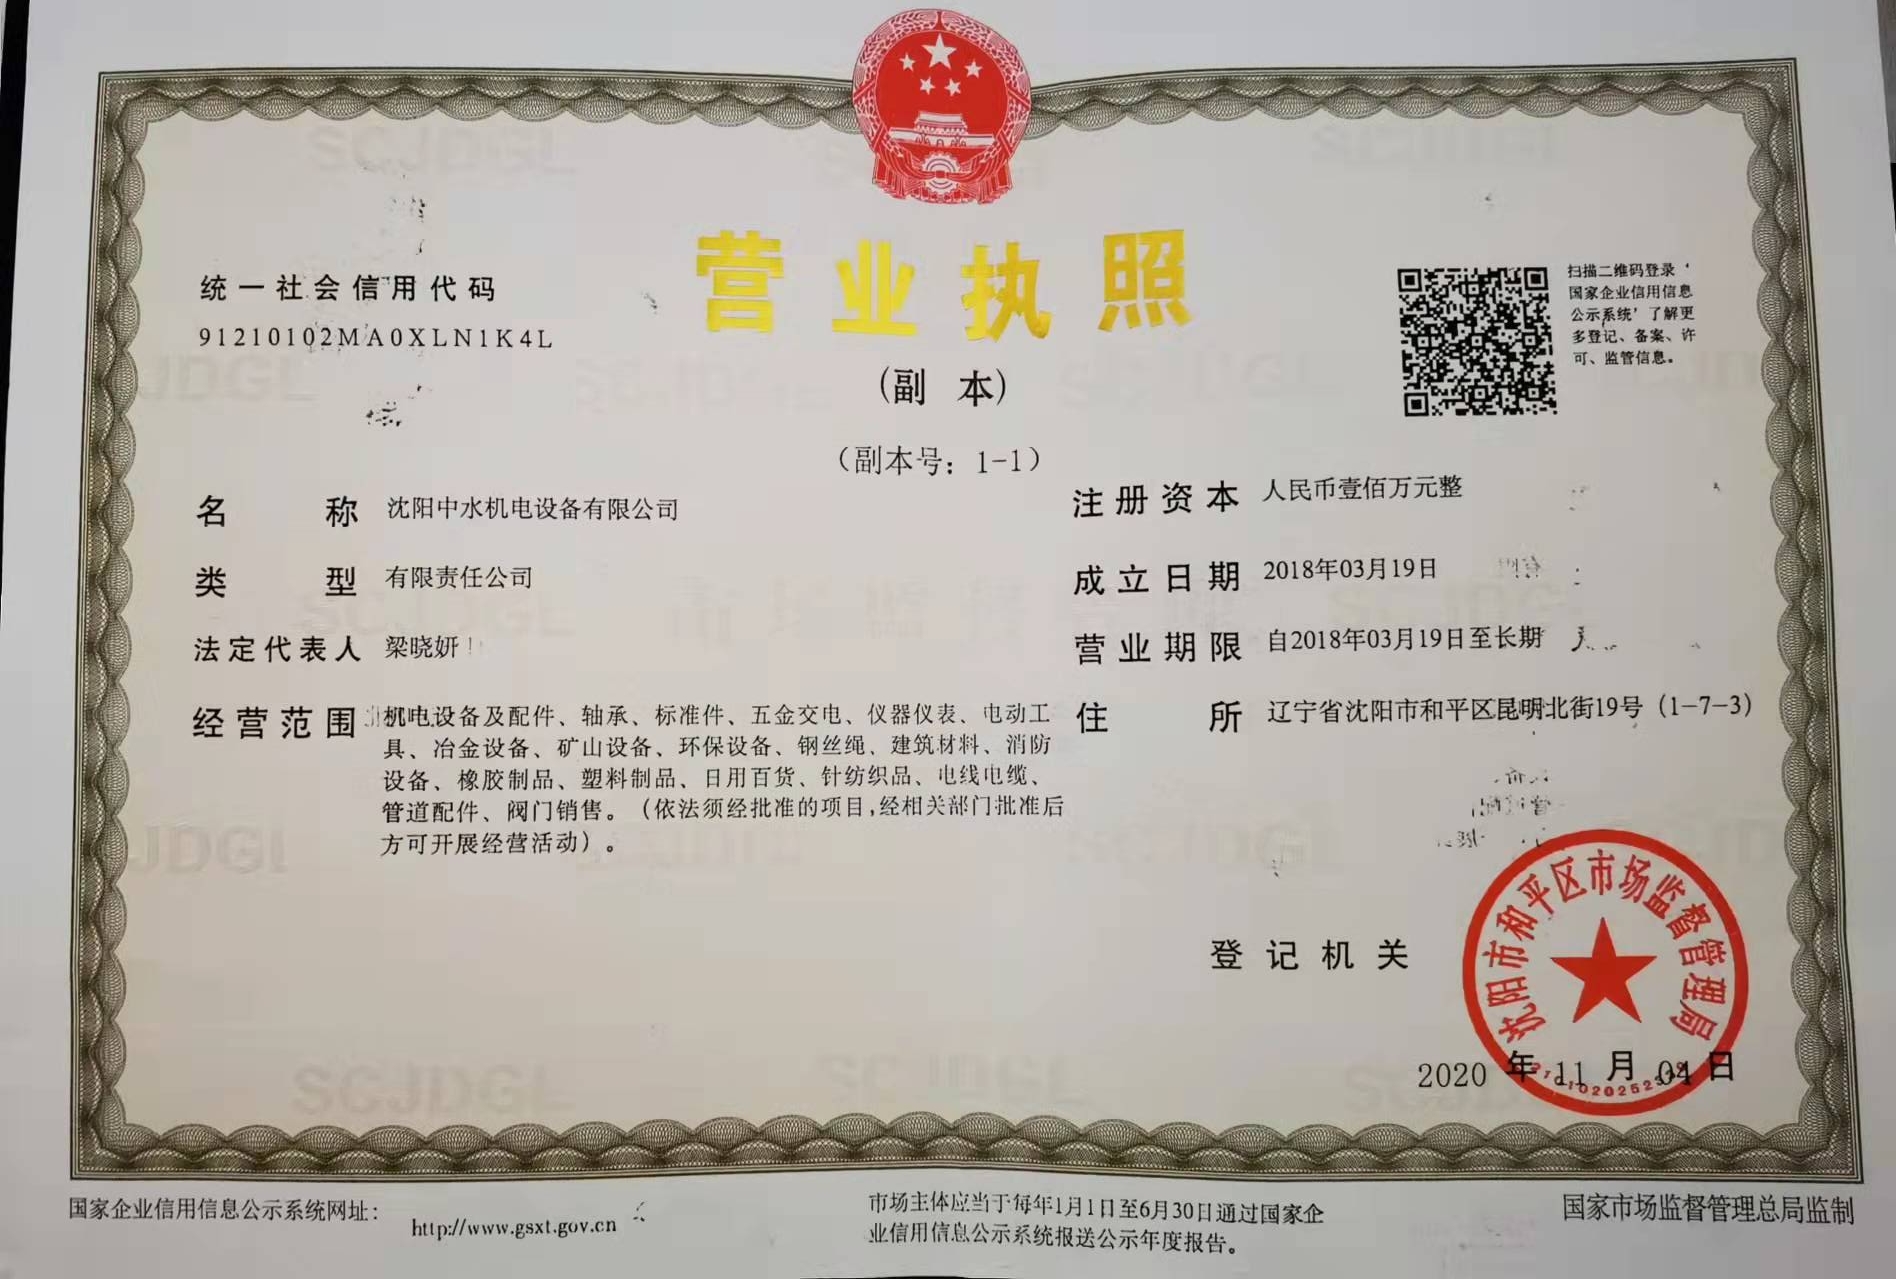 营业执照
(副 本)
(副本号: 1-1)
统一社会信用代码
91210102MA0XLN1K4L
扫描二维码登录'
国家企业信用信息
公示系统'了解更
多登记、备案、许
可、监管信息。
名 称 沈阳中水机电设备有限公司
类 型 有限责任公司
法定代表人 梁晓妍
经营范围 机电设备及配件、轴承、标准件、五金交电、仪器仪表、电动工
具、冶金设备、矿山设备、环保设备、钢丝绳、建筑材料、消防
设备、橡胶制品、塑料制品、日用百货、针纺织品、电线电缆、
管道配件、阀门销售。(依法须经批准的项目,经相关部门批准后
方可开展经营活动)。
注册资本 人民币壹佰万元整
成立日期 2018年03月19日
营业期限 自2018年03月19日至长期
住 所 辽宁省沈阳市和平区昆明北街19号 (1-7-3)
登记机关
沈阳市和平区市场监督管理局
2020 年 11 月 04 日
国家企业信用信息公示系统网址:
http://www.gsxt.gov.cn
市场主体应当于每年1月1日至6月30日通过国家企
业信用信息公示系统报送公示年度报告。
国家市场监督管理总局监制
SCJDGL